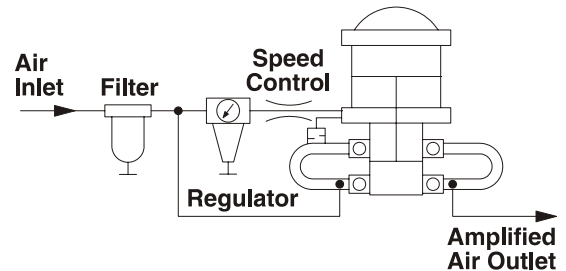 Air
Inlet
Filter
Speed
Control
Regulator
Amplified
Air Outlet